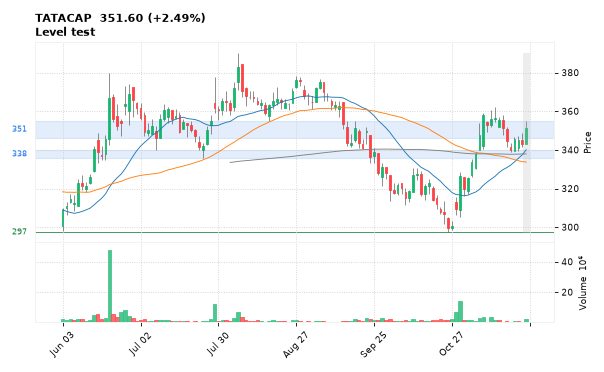 TATACAP 351.60 (+2.49%)
Level test
380
360
351
340
338
320
300
297
Price
40
20
Volume 10⁶
Jun 03
Jul 02
Jul 30
Aug 27
Sep 25
Oct 27